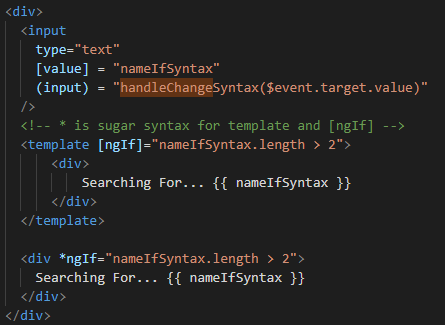 <div>
<input
type="text"
[value] = "nameIfSyntax"
(input) = "handleChangeSyntax($event.target.value)"
/>
<!-- * is sugar syntax for template and [ngIf] -->
<template [ngIf]="nameIfSyntax.length > 2">
<div>
Searching For... {{ nameIfSyntax }}
</div>
</template>
<div *ngIf="nameIfSyntax.length > 2">
Searching For... {{ nameIfSyntax }}
</div>
</div>